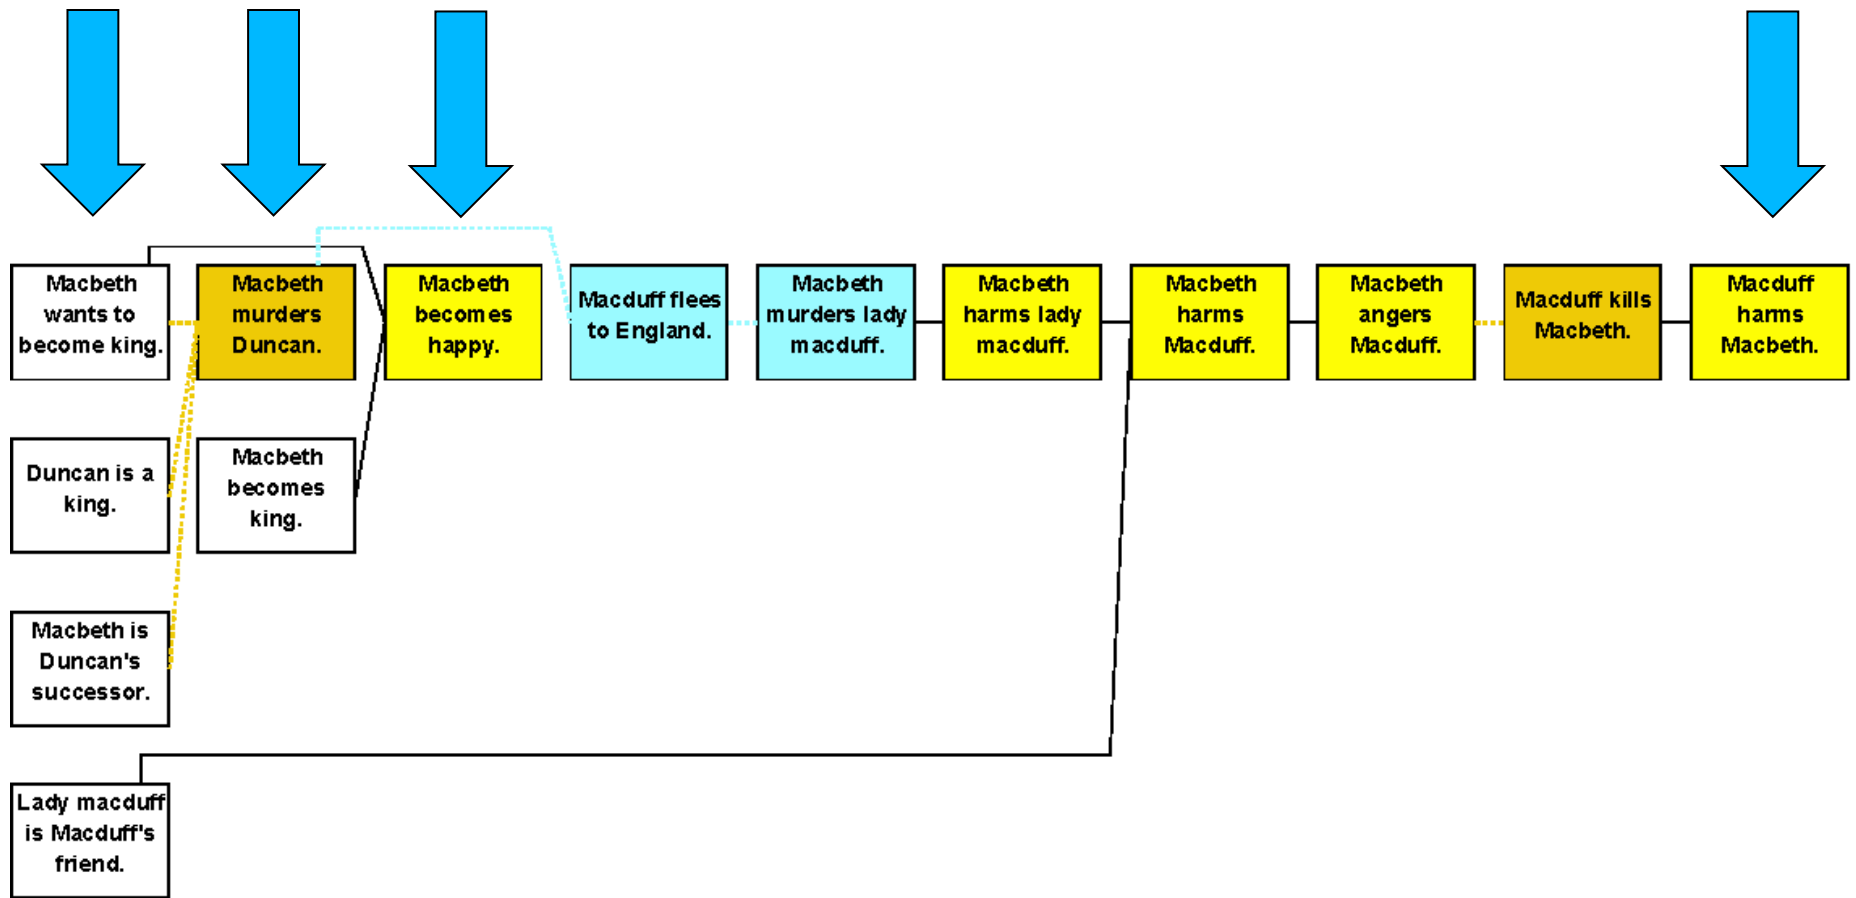 Macbeth
wants to
become king.
Macbeth
murders
Duncan.
Macbeth
becomes
happy.
Macduff flees
to England.
Macbeth
murders lady
macduff.
Macbeth
harms lady
macduff.
Macbeth
harms
Macduff.
Macbeth
angers
Macduff.
Macduff kills
Macbeth.
Macduff
harms
Macbeth.
Duncan is a
king.
Macbeth
becomes
king.
Macbeth is
Duncan's
successor.
Lady macduff
is Macduff's
friend.